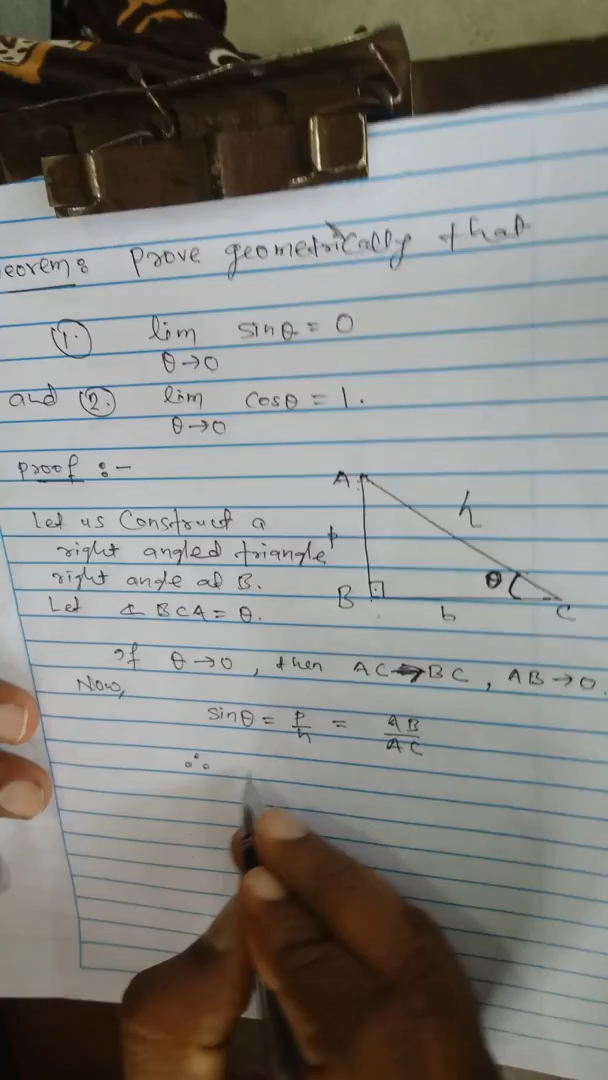 eorem: Prove geometrically that
1. lim sinθ = 0
θ→0
and 2. lim cosθ = 1.
θ→0
Proof :-
Let us Construct a
right angled triangle
right angle at B.
Let ∡BCA = θ.
A
h
p
B
θ
b
C
If θ→0, then AC→BC, AB→0.
Now,
sinθ = p/h = AB/AC
∴